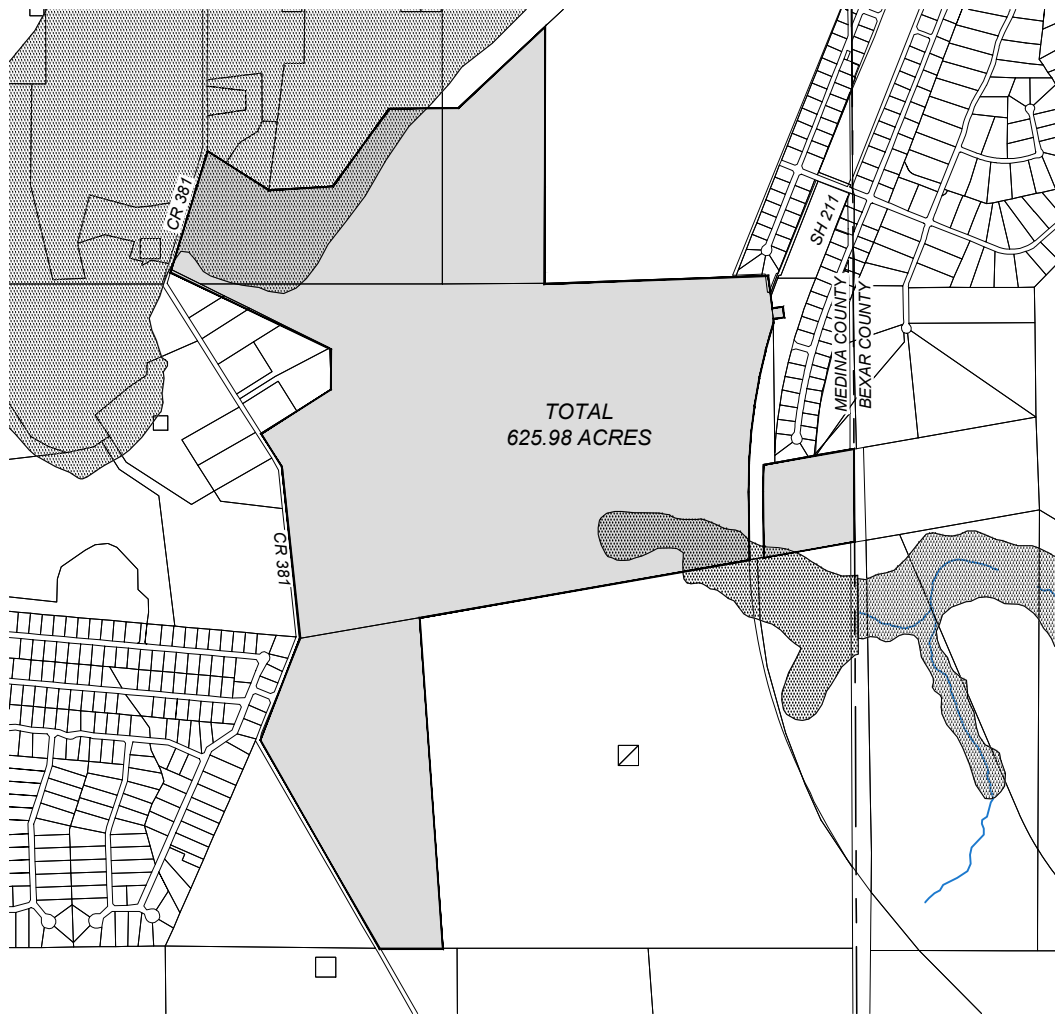 CR 381
SH 211
MEDINA COUNTY
BEXAR COUNTY
TOTAL
625.98 ACRES
CR 381